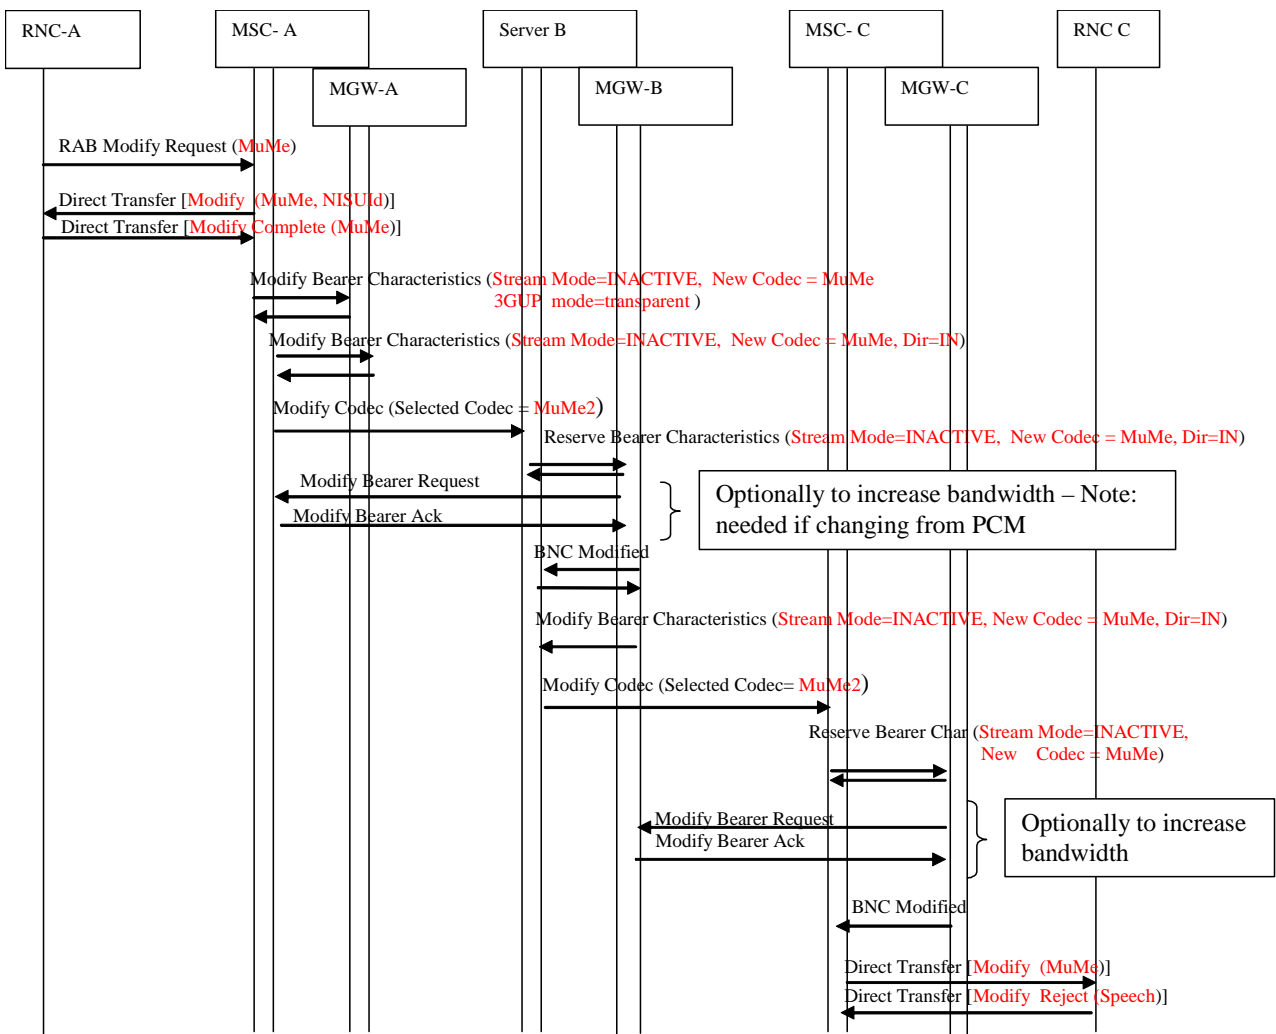 RNC-A
MSC- A
Server B
MSC- C
RNC C
MGW-A
MGW-B
MGW-C
RAB Modify Request (MuMe)
Direct Transfer [Modify (MuMe, NISUId)]
Direct Transfer [Modify Complete (MuMe)]
Modify Bearer Characteristics (Stream Mode=INACTIVE, New Codec = MuMe
3GUP mode=transparent )
Modify Bearer Characteristics (Stream Mode=INACTIVE, New Codec = MuMe, Dir=IN)
Modify Codec (Selected Codec = MuMe2)
Reserve Bearer Characteristics (Stream Mode=INACTIVE, New Codec = MuMe, Dir=IN)
Modify Bearer Request
Modify Bearer Ack
Optionally to increase bandwidth – Note:
needed if changing from PCM
BNC Modified
Modify Bearer Characteristics (Stream Mode=INACTIVE, New Codec = MuMe, Dir=IN)
Modify Codec (Selected Codec= MuMe2)
Reserve Bearer Char (Stream Mode=INACTIVE,
New Codec = MuMe)
Modify Bearer Request
Modify Bearer Ack
Optionally to increase
bandwidth
BNC Modified
Direct Transfer [Modify (MuMe)]
Direct Transfer [Modify Reject (Speech)]